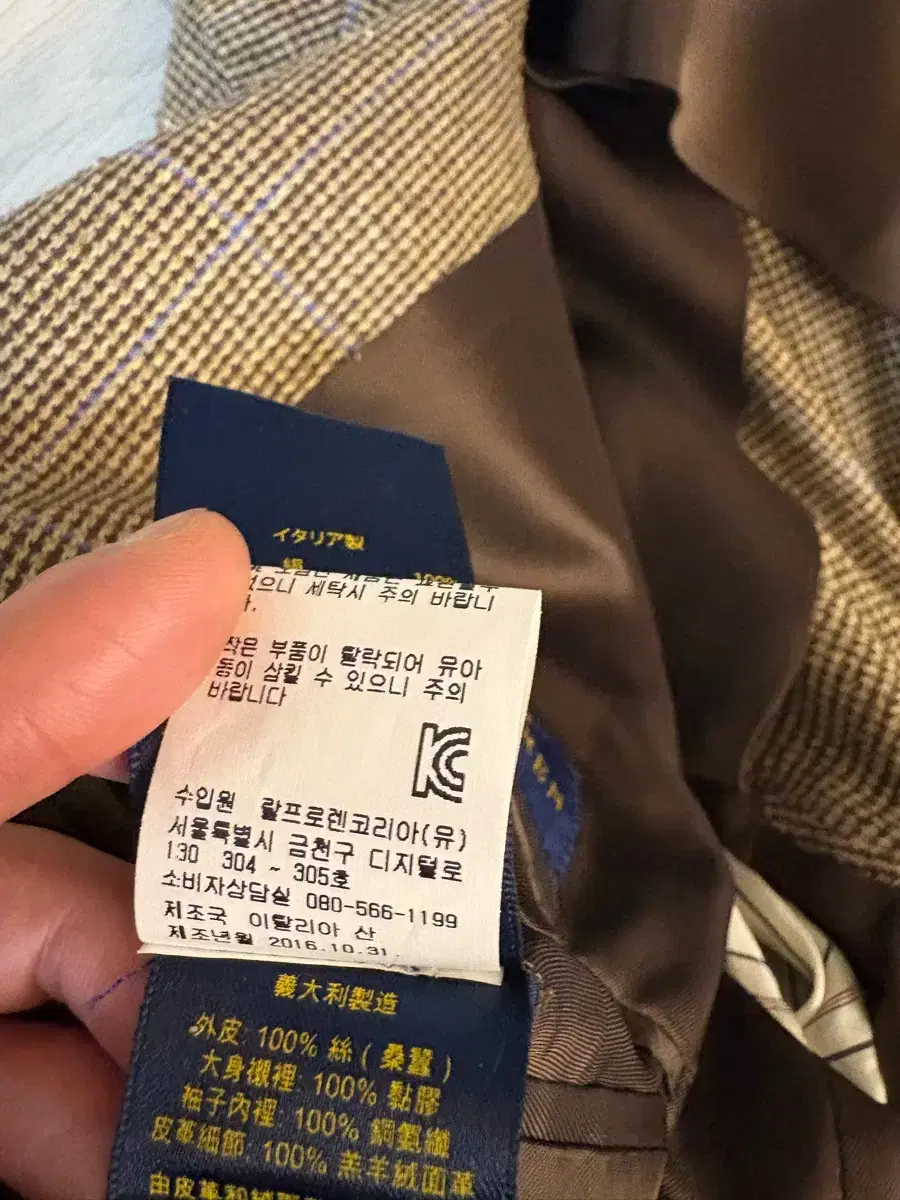 イタリア製
絹 100%
없으니 세탁시 주의 바랍니
다.
작은 부품이 탈락되어 유아
동이 삼킬 수 있으니 주의
바랍니다
KC
수입원 랄프로렌코리아(유)
서울특별시 금천구 디지털로
130 304 ~ 305호
소비자상담실 080-566-1199
제조국 이탈리아 산
제조년월 2016.10.31.
義大利製造
外皮: 100% 絲 ( 桑蠶 )
大身襯裡: 100% 黏膠
袖子內裡: 100% 銅氨纖
皮革細節: 100% 羔羊絨面革